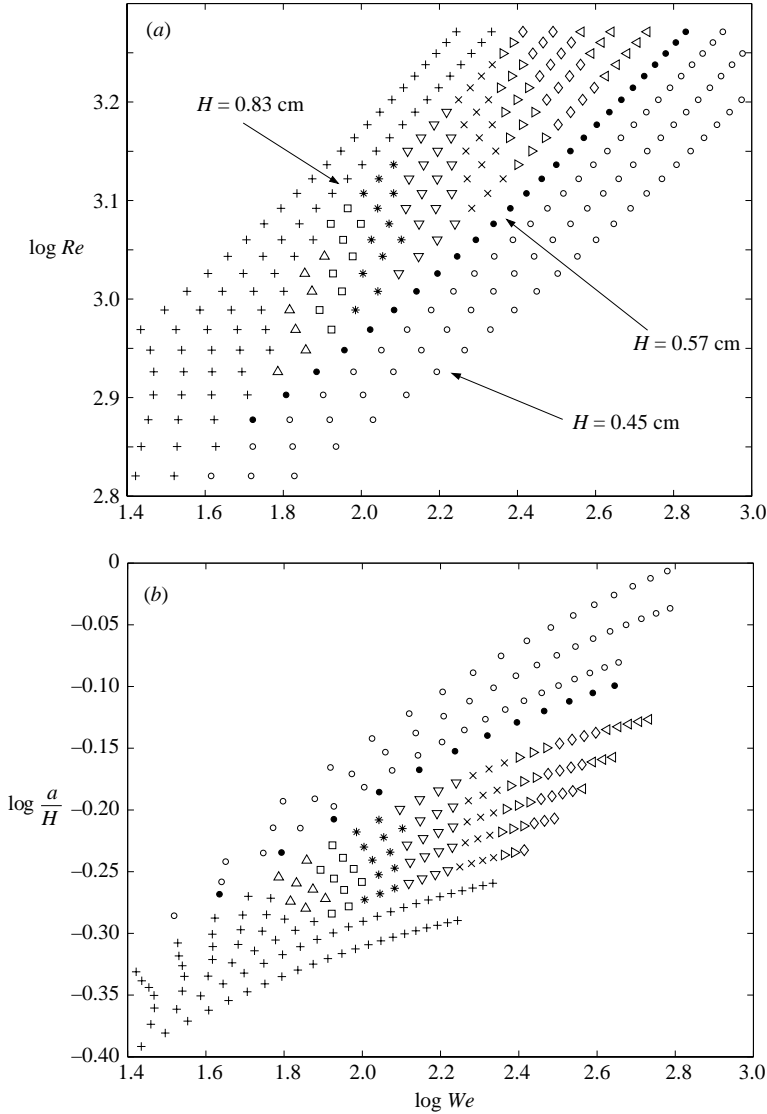 (a)
3.2
H = 0.83 cm
3.1
log Re
3.0
H = 0.57 cm
2.9
H = 0.45 cm
2.8
1.4 1.6 1.8 2.0 2.2 2.4 2.6 2.8 3.0
0
(b)
–0.05
–0.10
–0.15
log a/H
–0.20
–0.25
–0.30
–0.35
–0.40
1.4 1.6 1.8 2.0 2.2 2.4 2.6 2.8 3.0
log We